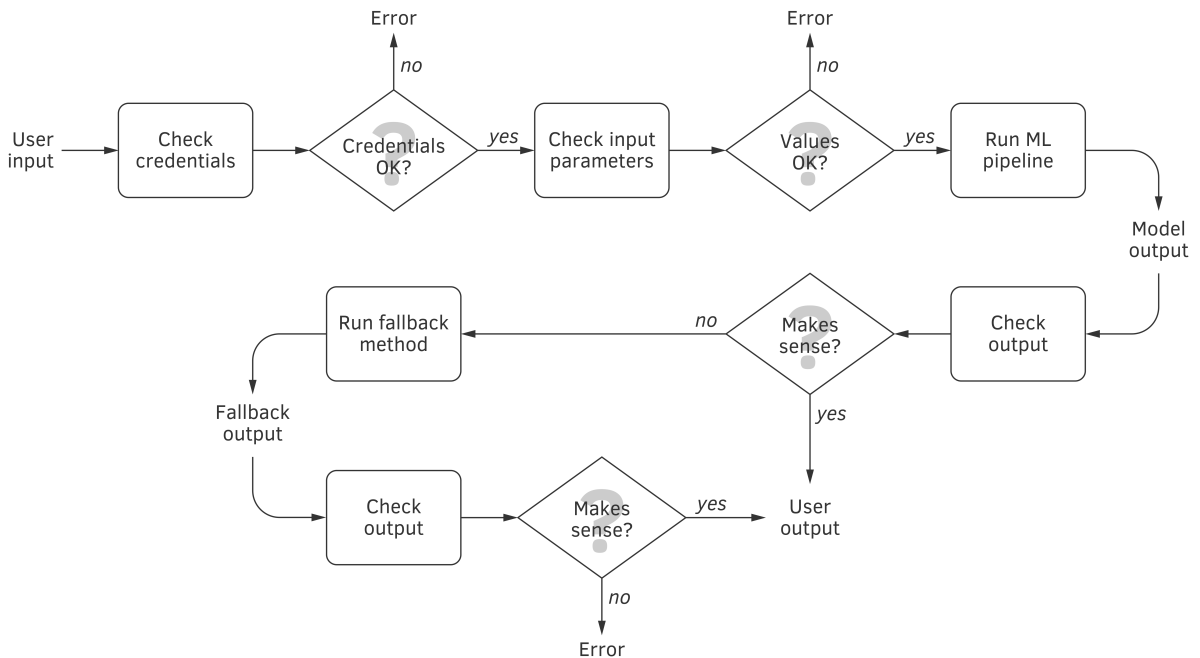 Error
Error
no
no
User
input
Check
credentials
Credentials
OK?
yes
Check input
parameters
Values
OK?
yes
Run ML
pipeline
Model
output
Check
output
Makes
sense?
no
Run fallback
method
yes
Fallback
output
Check
output
Makes
sense?
yes
User
output
no
Error